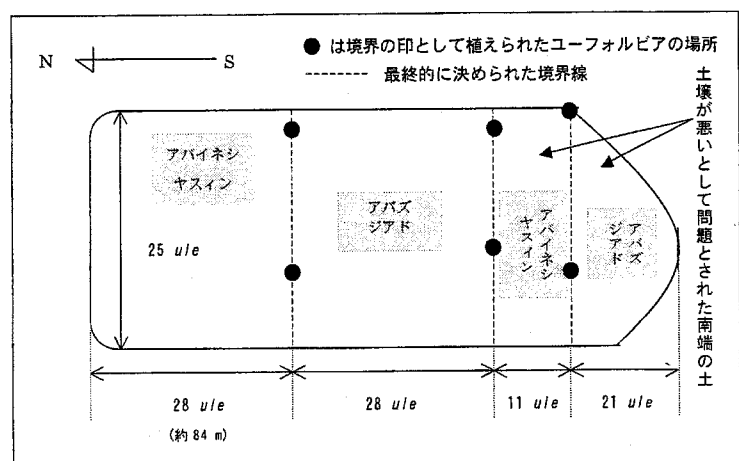 ●は境界の印として植えられたユーフォルビアの場所
N S
------ 最終的に決められた境界線
土壌が悪いとして問題とされた南端の土
アバイネシ
ヤスィン
アバズ
ジアド
アバイネシ
ヤスィン
アバズ
ジアド
25 ule
28 ule
28 ule
11 ule
21 ule
(約84 m)